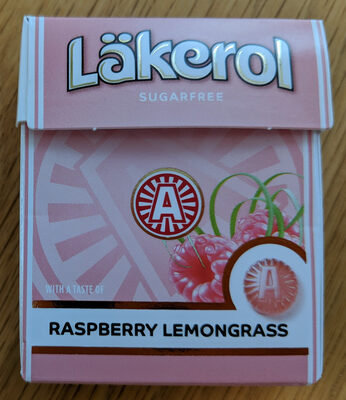 Läkerol
SUGARFREE
A
WITH A TASTE OF
A
RASPBERRY LEMONGRASS